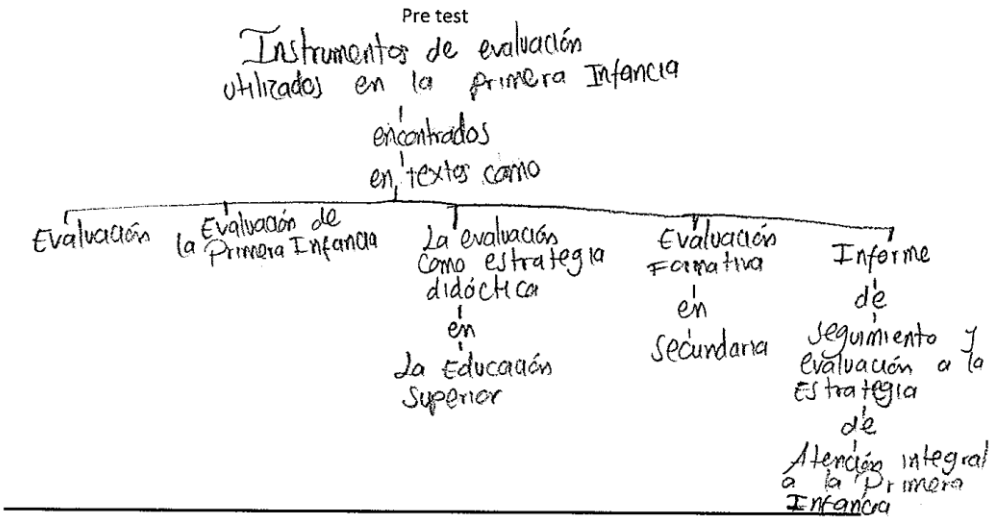 Pre test
Instrumentos de evaluación
utilizados en la primera Infancia
encontrados
en textos como
Evaluación
Evaluación de
la Primera Infancia
La evaluación
como estrategia
didáctica
en
La Educación
Superior
Evaluación
Formativa
en
Secundaria
Informe
de
seguimiento y
evaluación a la
Estrategia
de
Atención integral
a la Primera
Infancia